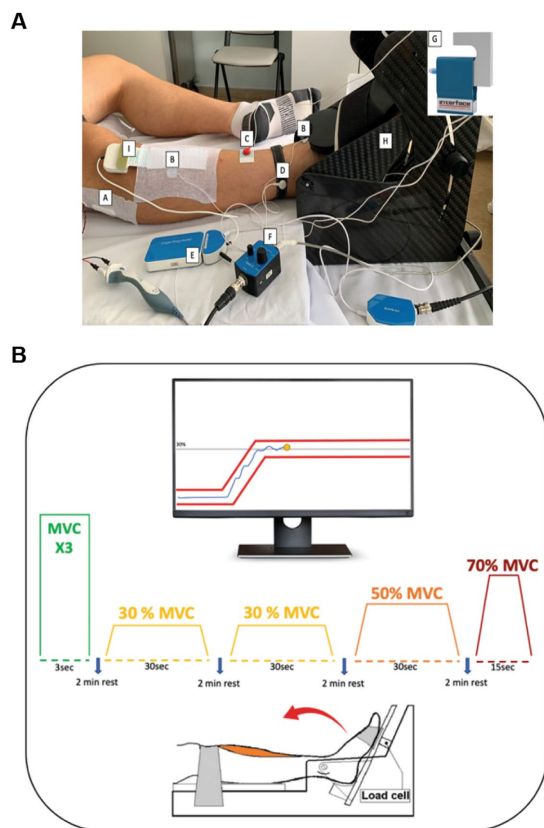 A
G
interface
B
C
I
B
H
D
A
F
E
B
30%
MVC
X3
30 % MVC
30 % MVC
50% MVC
70% MVC
3sec
30sec
30sec
30sec
15sec
2 min rest
2 min rest
2 min rest
2 min rest
Load cell